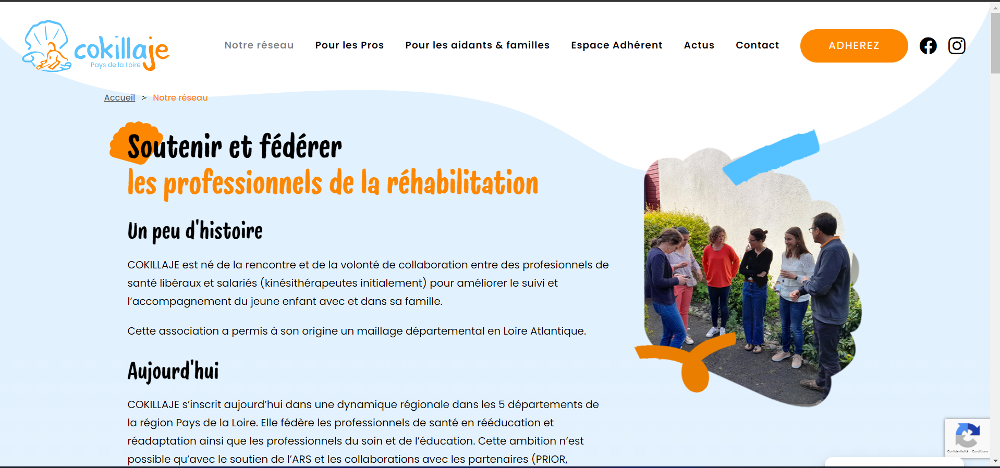 cokillaje
Pays de la Loire
Notre réseau
Pour les Pros
Pour les aidants & familles
Espace Adhérent
Actus
Contact
ADHEREZ
Accueil > Notre réseau
Soutenir et fédérer
les professionnels de la réhabilitation
Un peu d'histoire
COKILLAJE est né de la rencontre et de la volonté de collaboration entre des profesionnels de
santé libéraux et salariés (kinésithérapeutes initialement) pour améliorer le suivi et
l’accompagnement du jeune enfant avec et dans sa famille.
Cette association a permis à son origine un maillage départemental en Loire Atlantique.
Aujourd'hui
COKILLAJE s’inscrit aujourd’hui dans une dynamique régionale dans les 5 départements de
la région Pays de la Loire. Elle fédère les professionnels de santé en rééducation et
réadaptation ainsi que les professionnels du soin et de l’éducation. Cette ambition n’est
possible qu’avec le soutien de l’ARS et les collaborations avec les partenaires (PRIOR,
Confidentialité - Conditions